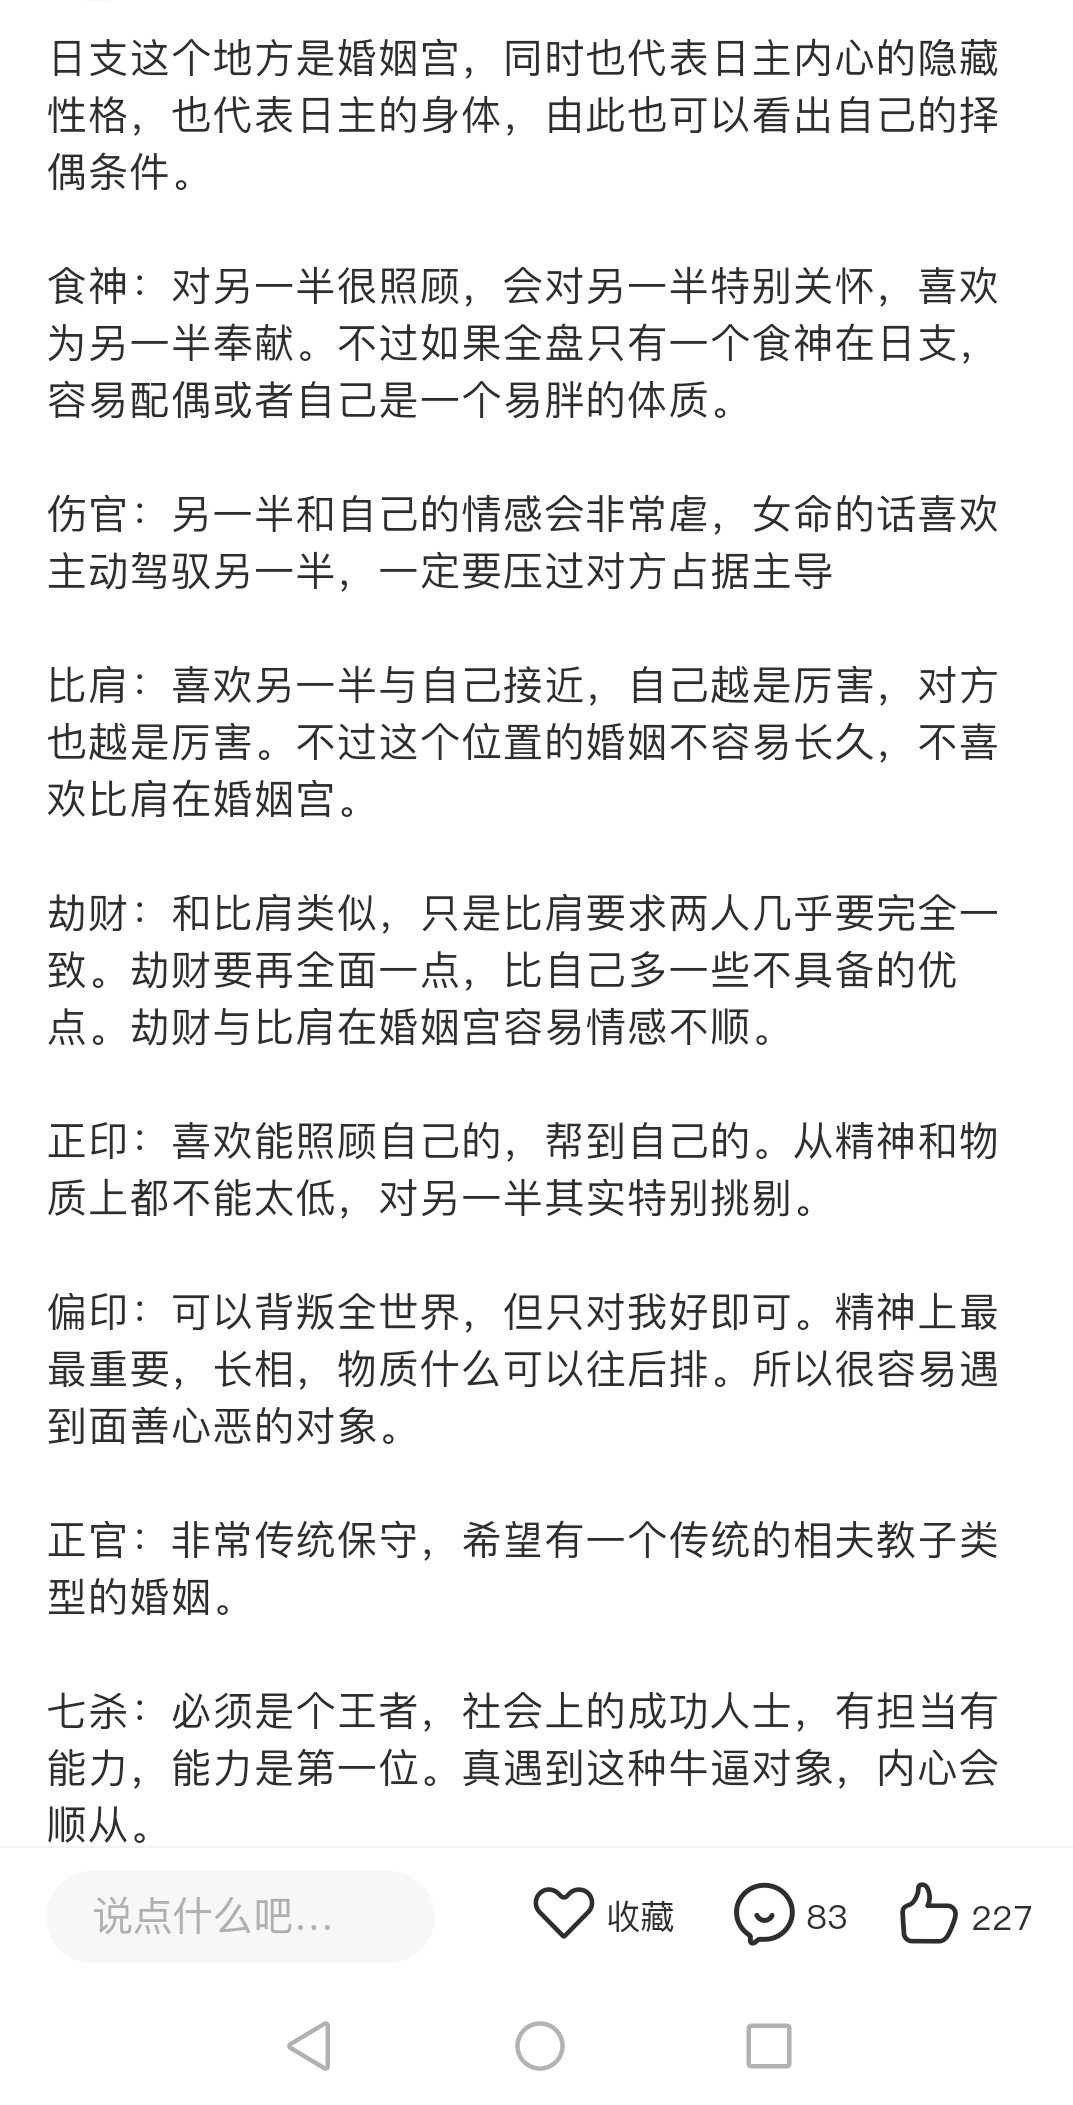 日支这个地方是婚姻宫，同时也代表日主内心的隐藏
性格，也代表日主的身体，由此也可以看出自己的择
偶条件。
食神：对另一半很照顾，会对另一半特别关怀，喜欢
为另一半奉献。不过如果全盘只有一个食神在日支，
容易配偶或者自己是一个易胖的体质。
伤官：另一半和自己的情感会非常虐，女命的话喜欢
主动驾驭另一半，一定要压过对方占据主导
比肩：喜欢另一半与自己接近，自己越是厉害，对方
也越是厉害。不过这个位置的婚姻不容易长久，不喜
欢比肩在婚姻宫。
劫财：和比肩类似，只是比肩要求两人几乎要完全一
致。劫财要再全面一点，比自己多一些不具备的优
点。劫财与比肩在婚姻宫容易情感不顺。
正印：喜欢能照顾自己的，帮到自己的。从精神和物
质上都不能太低，对另一半其实特别挑剔。
偏印：可以背叛全世界，但只对我好即可。精神上最
最重要，长相，物质什么可以往后排。所以很容易遇
到面善心恶的对象。
正官：非常传统保守，希望有一个传统的相夫教子类
型的婚姻。
七杀：必须是个王者，社会上的成功人士，有担当有
能力，能力是第一位。真遇到这种牛逼对象，内心会
顺从。
说点什么吧... 收藏 83 227